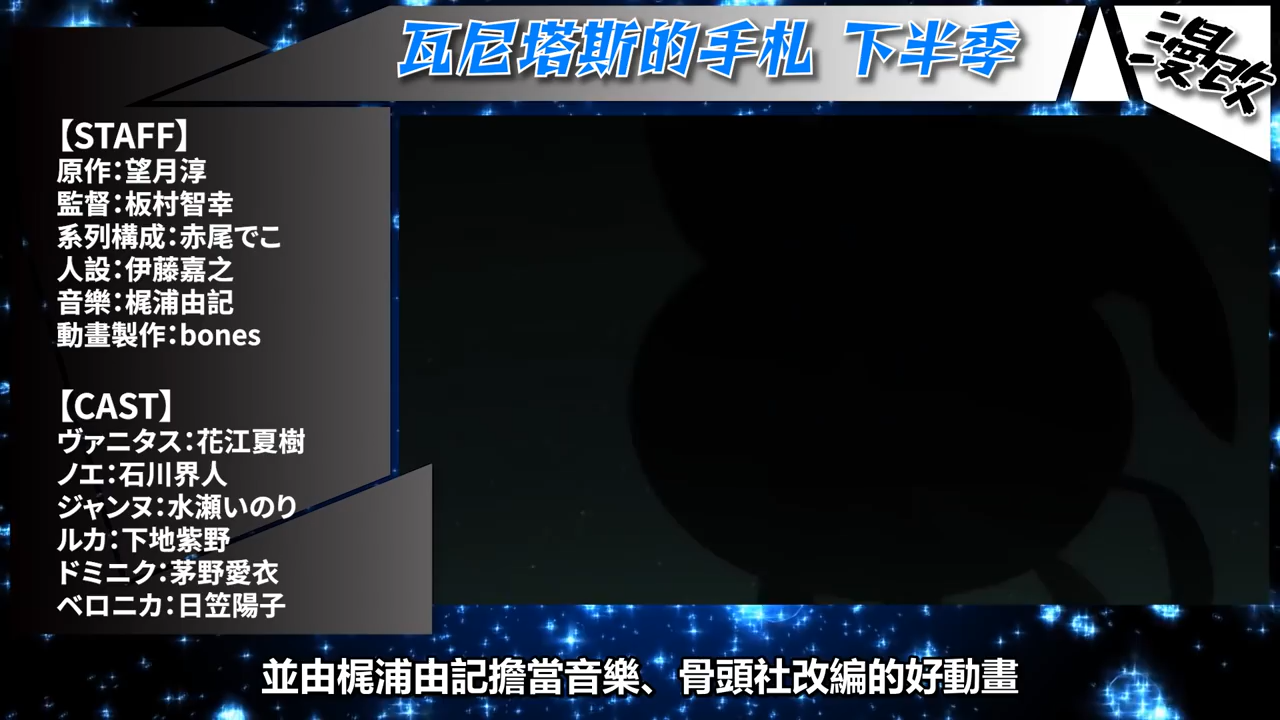 瓦尼塔斯的手札 下半季
漫改
【STAFF】
原作:望月淳
監督:板村智幸
系列構成:赤尾でこ
人設:伊藤嘉之
音樂:梶浦由記
動畫製作:bones
【CAST】
ヴァニタス:花江夏樹
ノエ:石川界人
ジャンヌ:水瀬いのり
ルカ:下地紫野
ドミニク:茅野愛衣
ベロニカ:日笠陽子
並由梶浦由記擔當音樂、骨頭社改編的好動畫